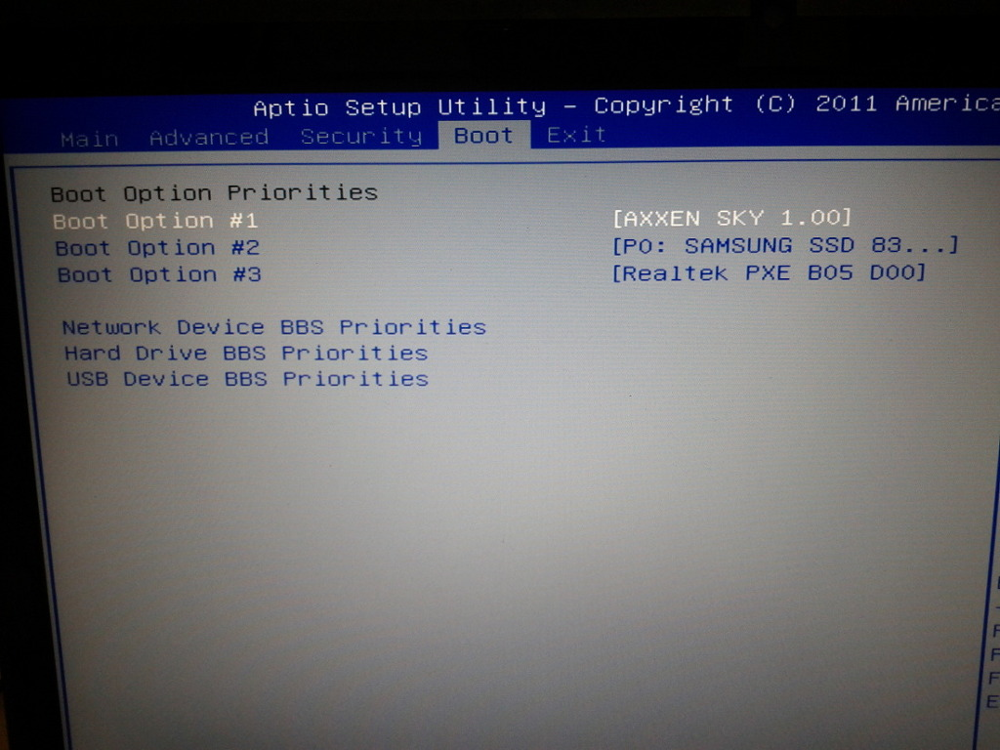 Aptio Setup Utility – Copyright (C) 2011 America
Main Advanced Security Boot Exit
Boot Option Priorities
Boot Option #1 [AXXEN SKY 1.00]
Boot Option #2 [P0: SAMSUNG SSD 83...]
Boot Option #3 [Realtek PXE B05 D00]
Network Device BBS Priorities
Hard Drive BBS Priorities
USB Device BBS Priorities